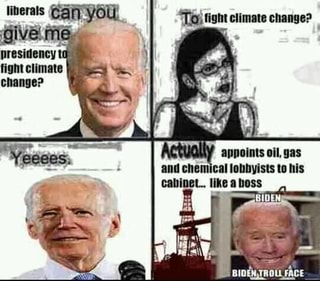 liberals can you
give me
presidency to
fight climate
change?
To fight climate change?
Yeeees.
Actually appoints oil, gas
and chemical lobbyists to his
cabinet... like a boss
BIDEN
BIDEN TROLL FACE